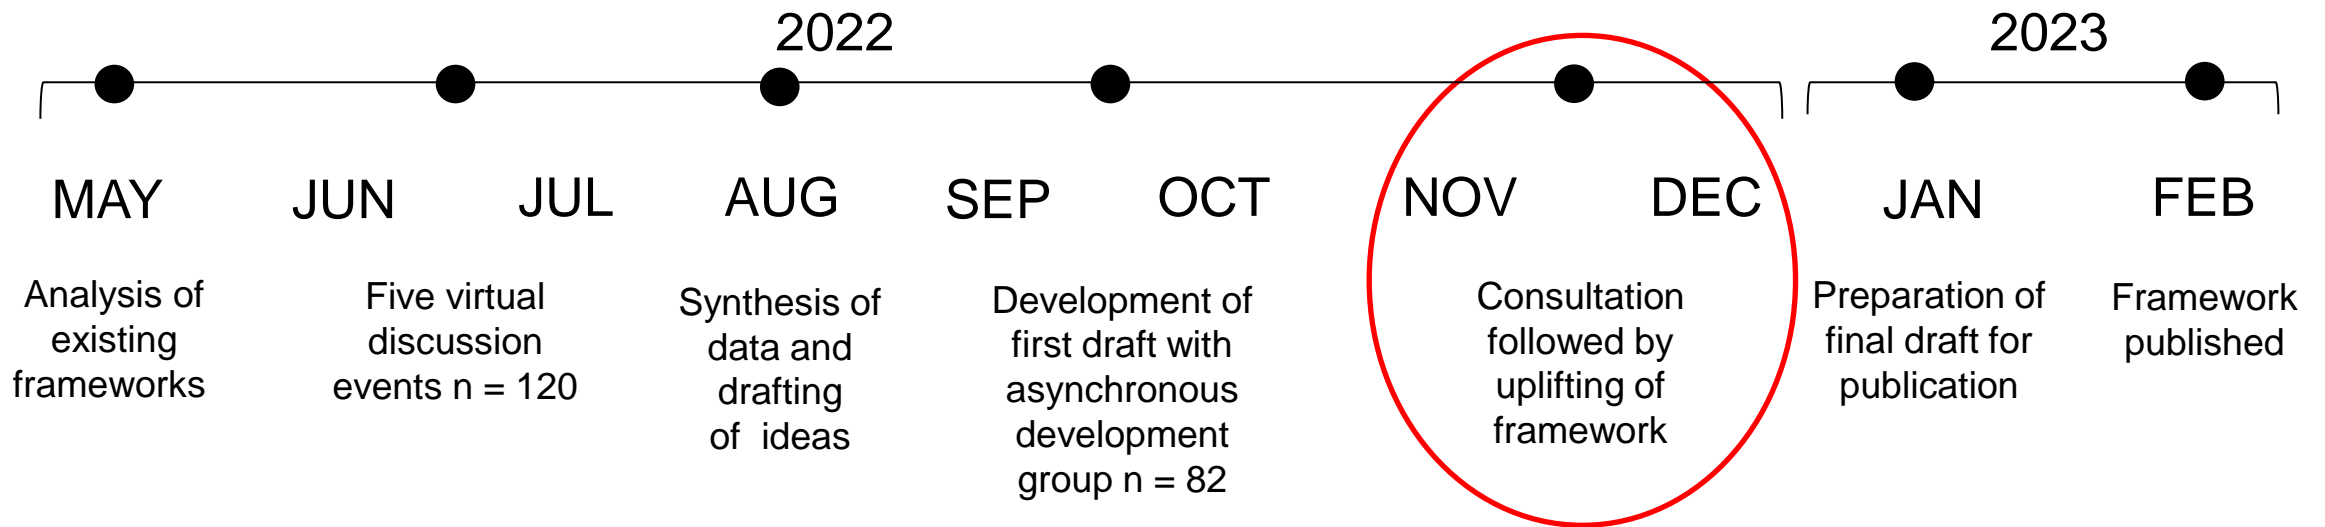 2022
2023
MAY
JUN
JUL
AUG
SEP
OCT
NOV
DEC
JAN
FEB
Analysis of
existing
frameworks
Five virtual
discussion
events n = 120
Synthesis of
data and
drafting
of ideas
Development of
first draft with
asynchronous
development
group n = 82
Consultation
followed by
uplifting of
framework
Preparation of
final draft for
publication
Framework
published